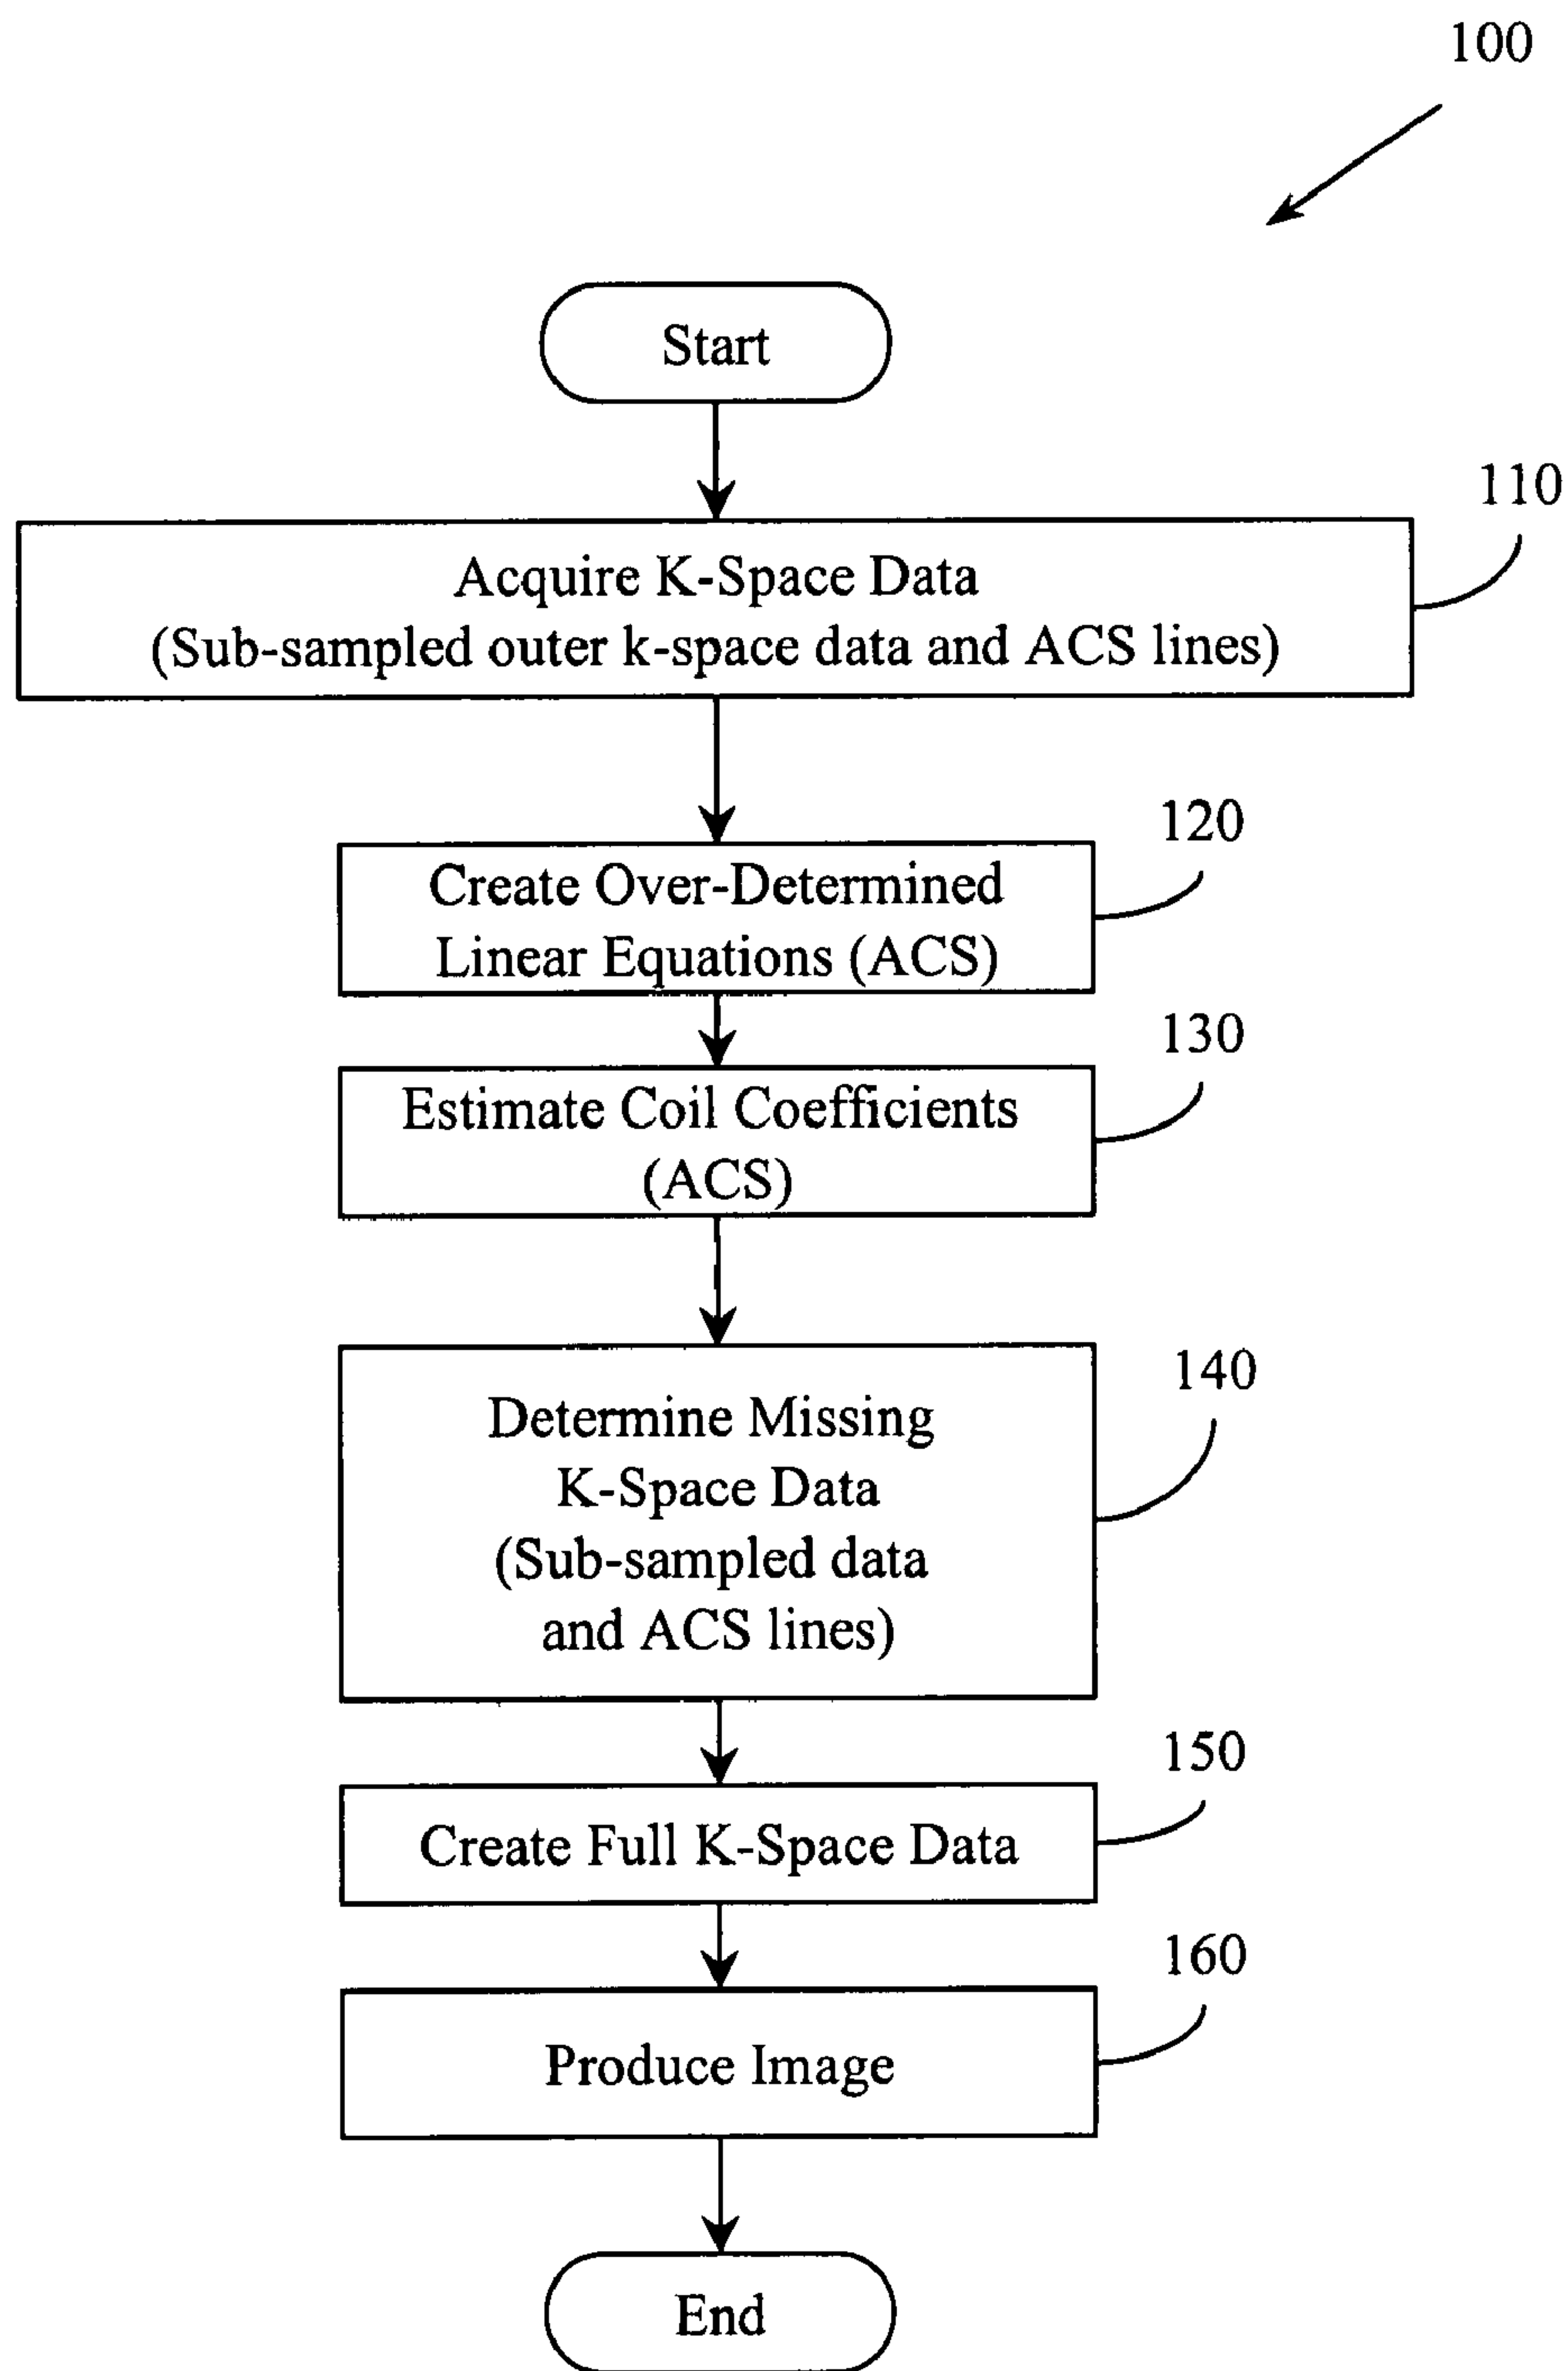 100
Start
110
Acquire K-Space Data
(Sub-sampled outer k-space data and ACS lines)
120
Create Over-Determined
Linear Equations (ACS)
130
Estimate Coil Coefficients
(ACS)
140
Determine Missing
K-Space Data
(Sub-sampled data
and ACS lines)
150
Create Full K-Space Data
160
Produce Image
End